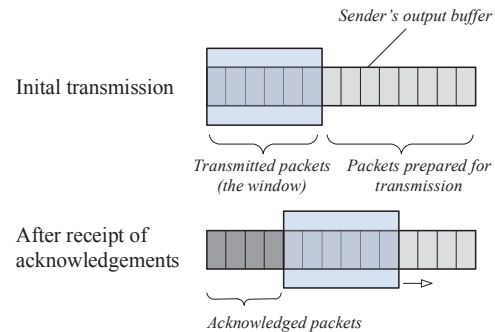 Sender's output buffer
Inital transmission
Transmitted packets
(the window)
Packets prepared for
transmission
After receipt of
acknowledgements
Acknowledged packets